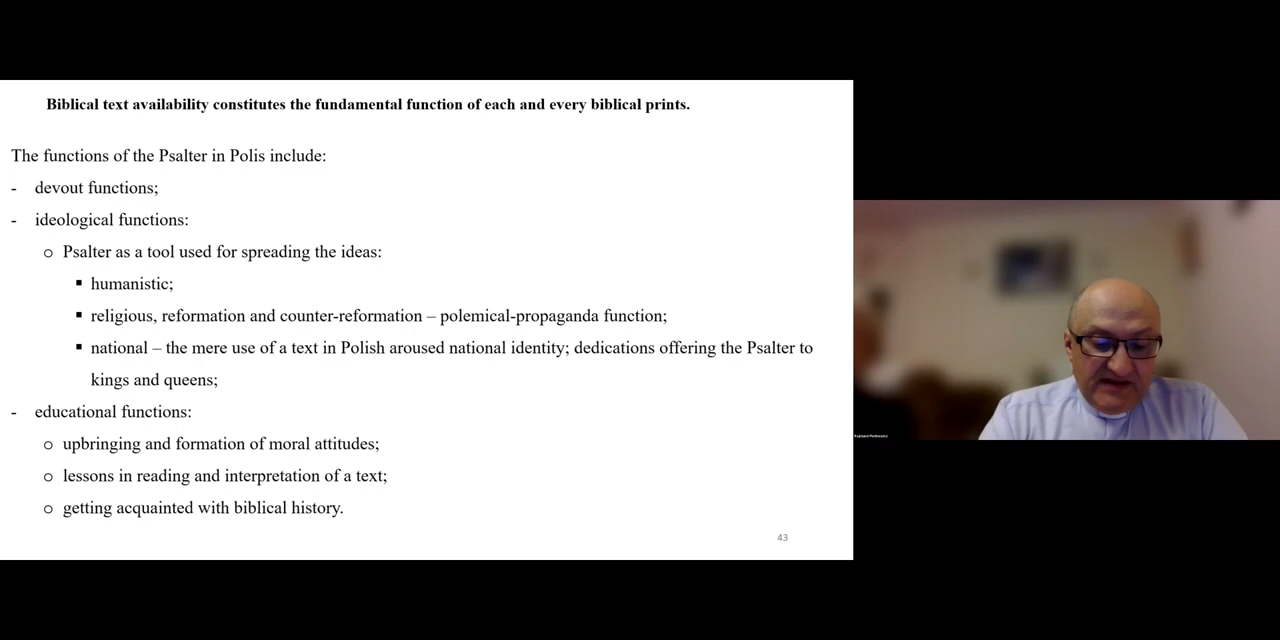 Biblical text availability constitutes the fundamental function of each and every biblical prints.
The functions of the Psalter in Polis include:
- devout functions;
- ideological functions:
o Psalter as a tool used for spreading the ideas:
▪ humanistic;
▪ religious, reformation and counter-reformation – polemical-propaganda function;
▪ national – the mere use of a text in Polish aroused national identity; dedications offering the Psalter to
kings and queens;
- educational functions:
o upbringing and formation of moral attitudes;
o lessons in reading and interpretation of a text;
o getting acquainted with biblical history.
43